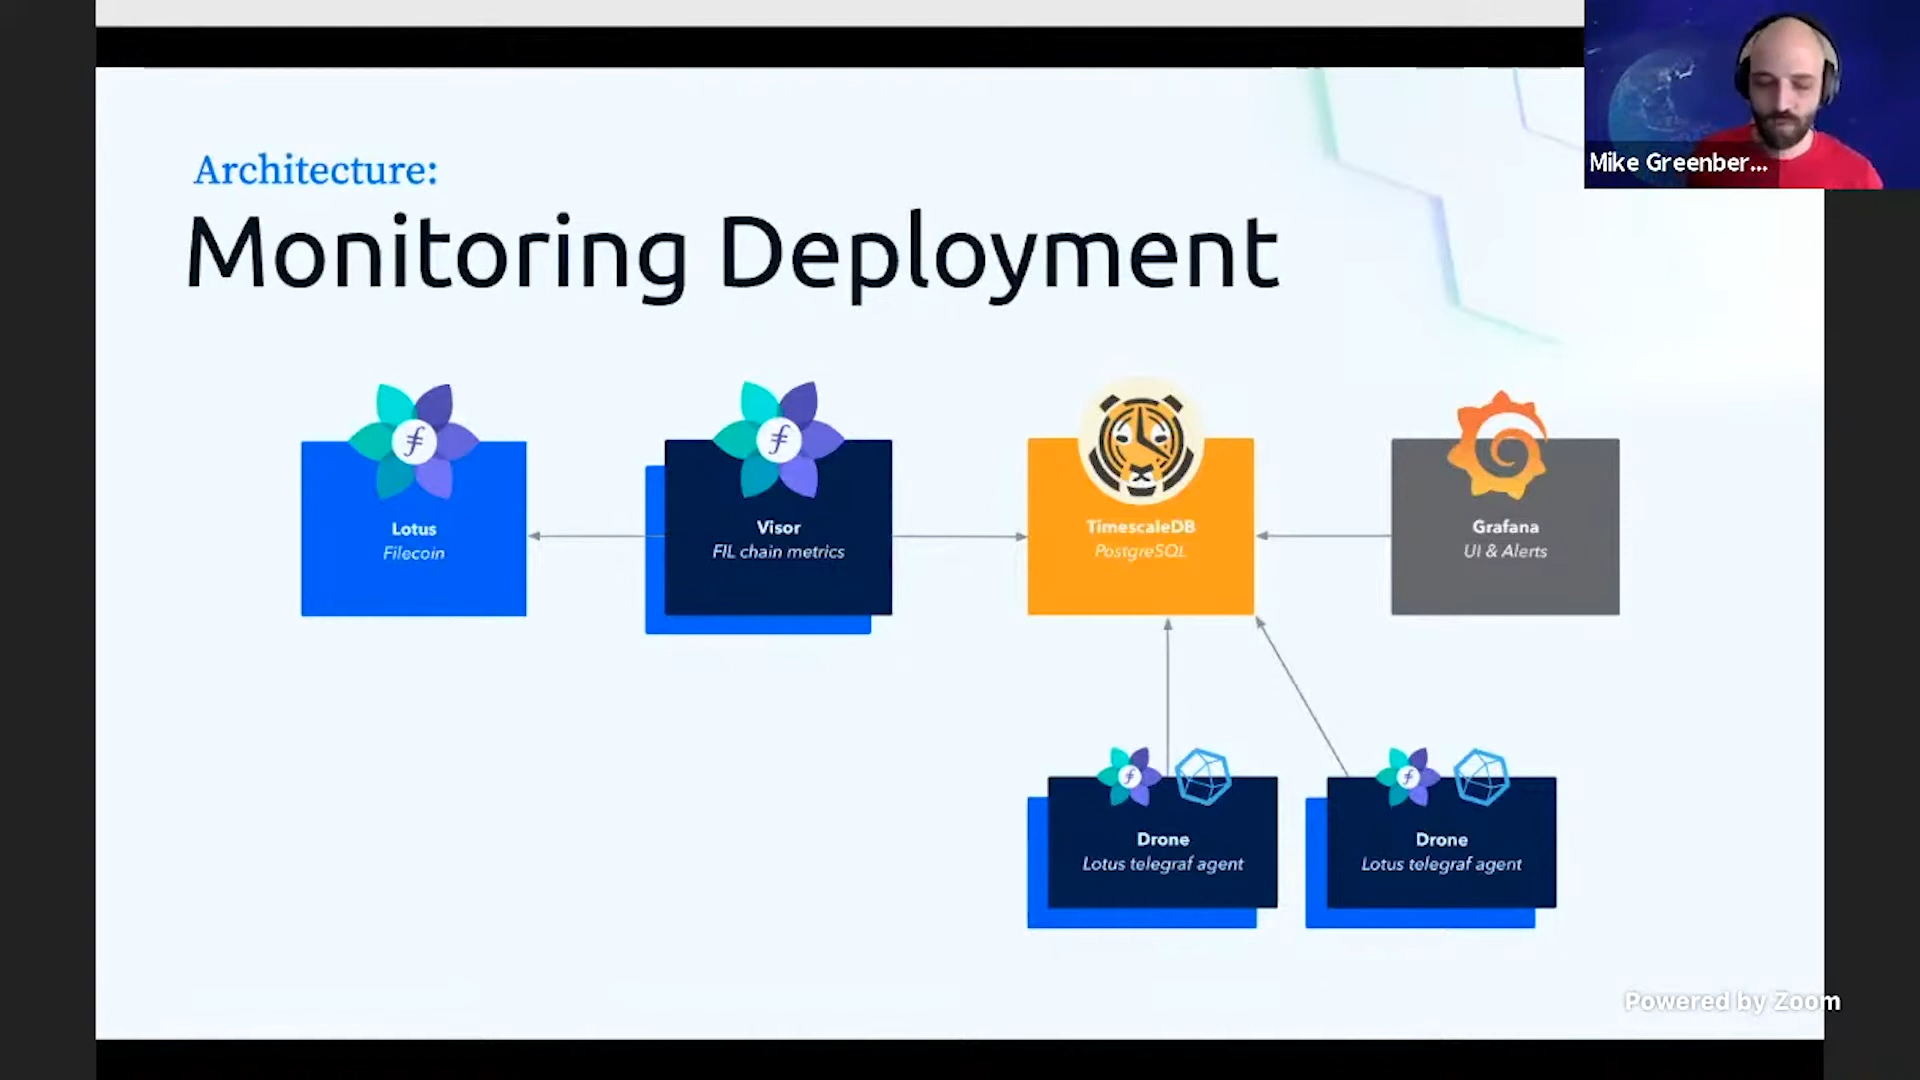 Mike Greenber...
Architecture:
Monitoring Deployment
Lotus
Filecoin
Visor
FIL chain metrics
TimescaleDB
PostgreSQL
Grafana
UI & Alerts
Drone
Lotus telegraf agent
Drone
Lotus telegraf agent
Powered by Zoom